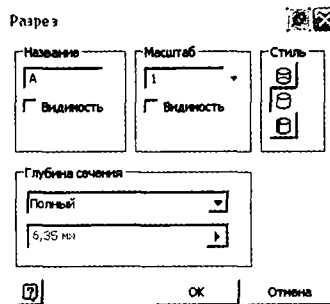 Разрез
Название
Масштаб
Стиль
A
1
Видимость
Видимость
Глубина сечения
Полный
6,35 мм
OK
Отмена